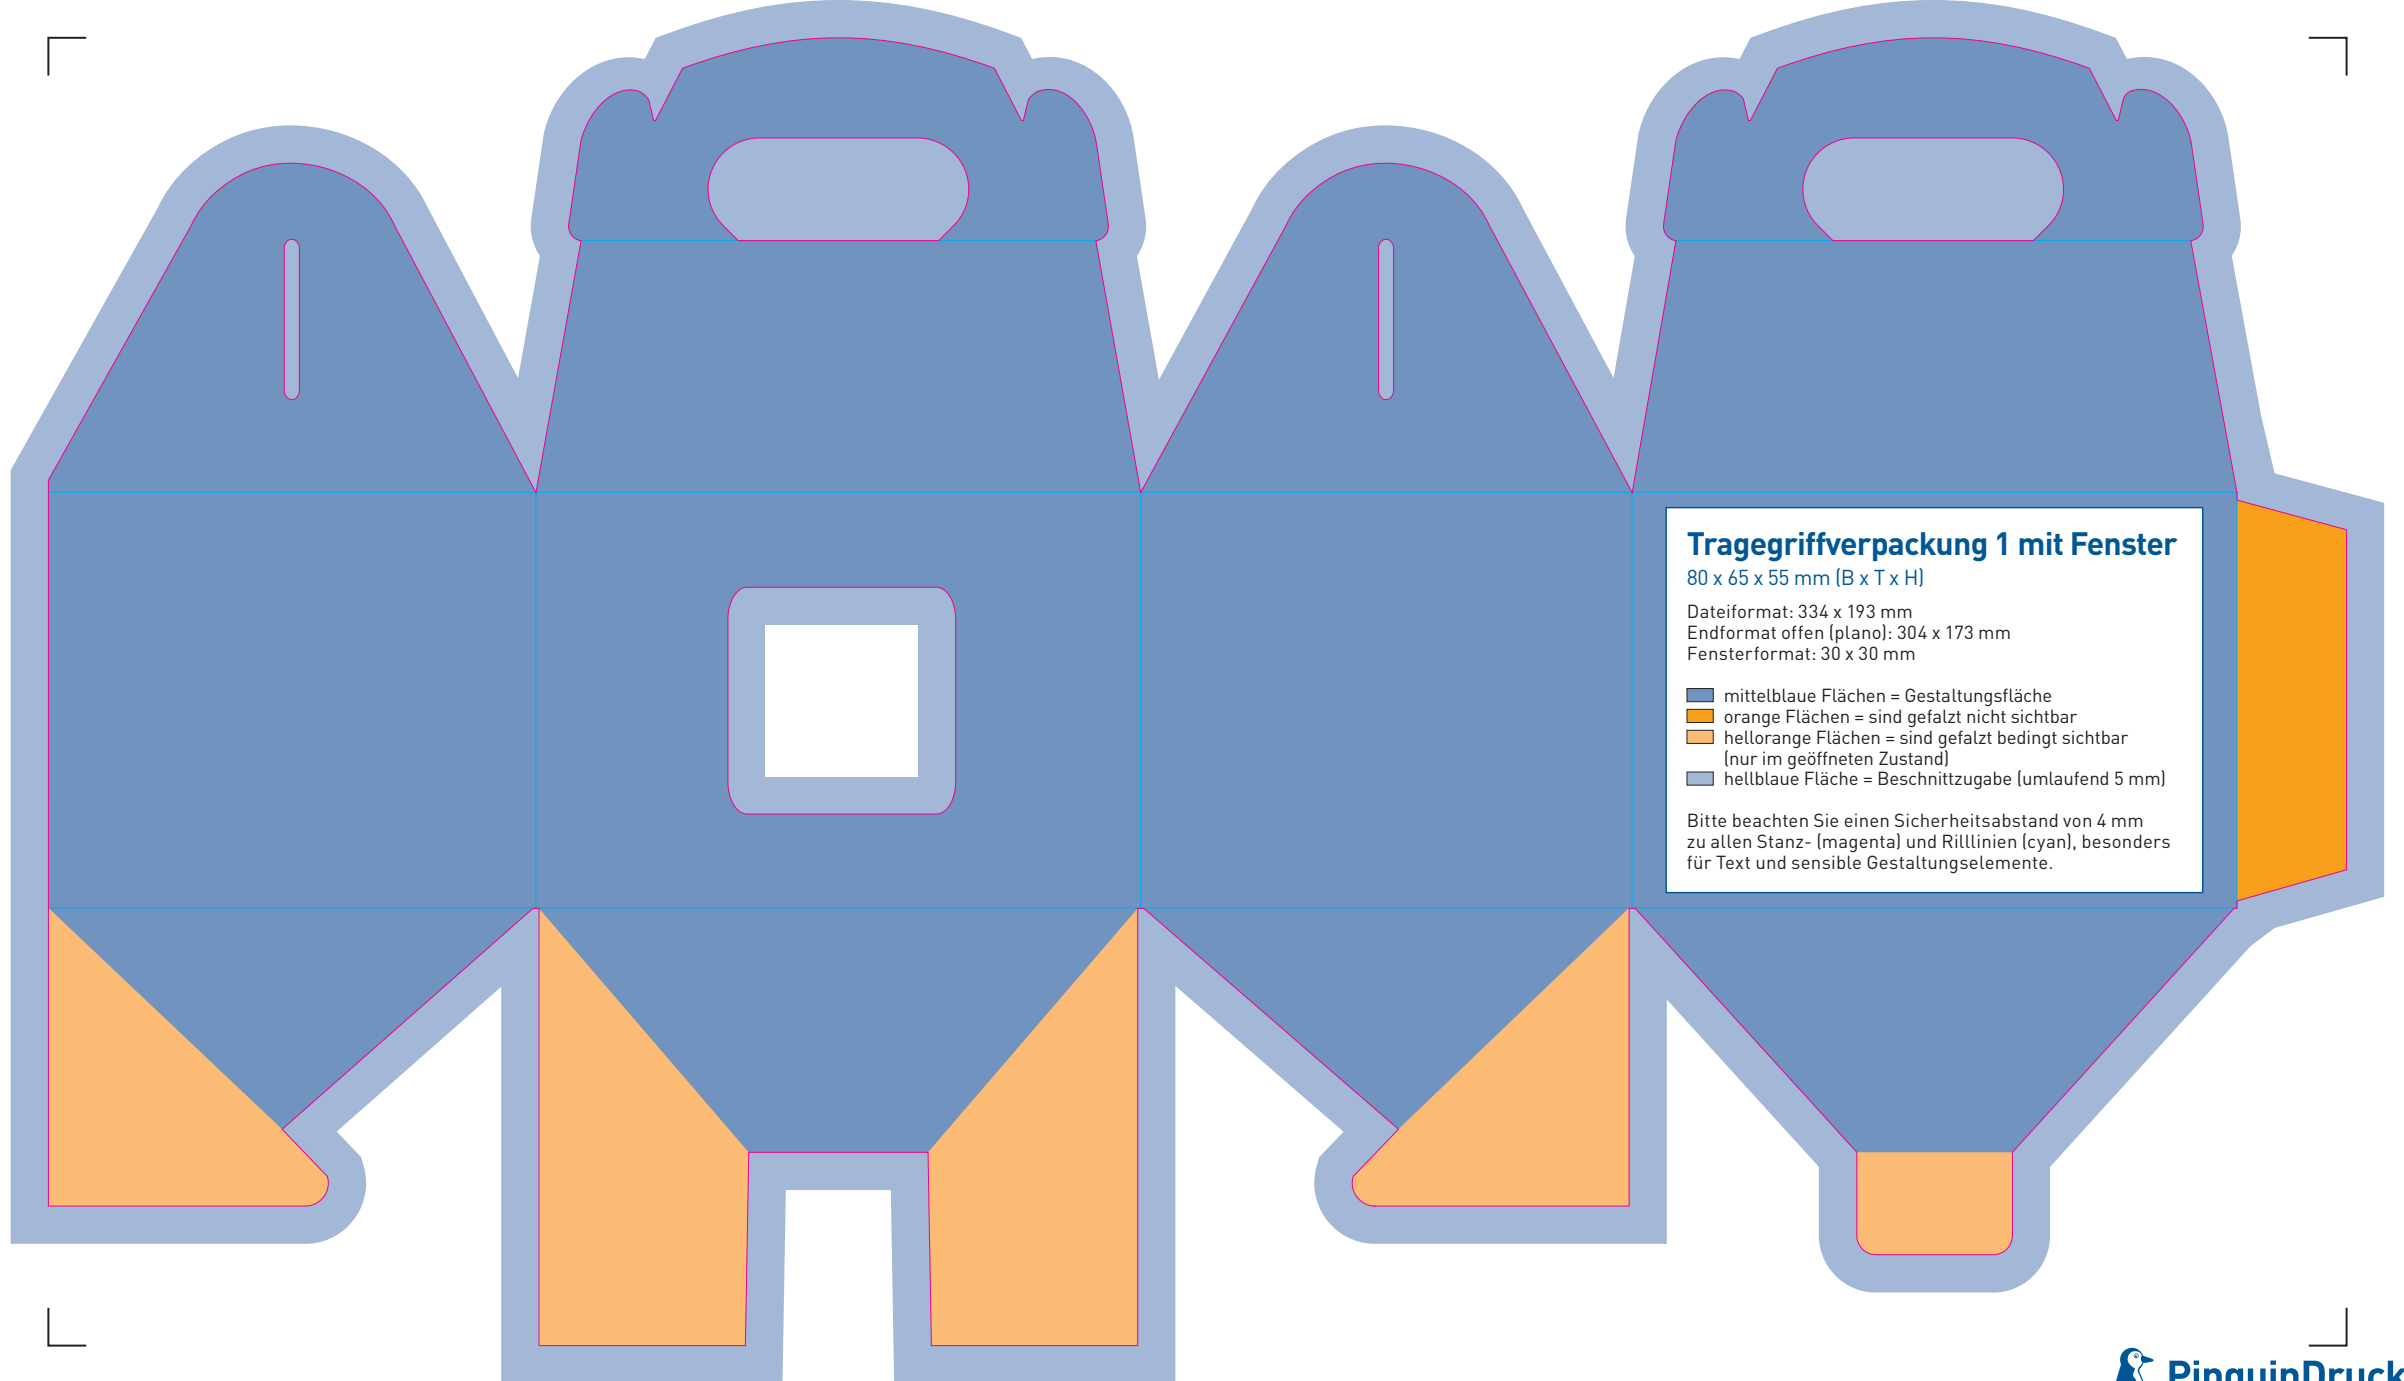 Tragegriffverpackung 1 mit Fenster
80 x 65 x 55 mm (B x T x H)
Dateiformat: 334 x 193 mm
Endformat offen (plano): 304 x 173 mm
Fensterformat: 30 x 30 mm
mittelblaue Flächen = Gestaltungsfläche
orange Flächen = sind gefalzt nicht sichtbar
hellorange Flächen = sind gefalzt bedingt sichtbar
(nur im geöffneten Zustand)
hellblaue Fläche = Beschnittzugabe (umlaufend 5 mm)
Bitte beachten Sie einen Sicherheitsabstand von 4 mm
zu allen Stanz- (magenta) und Rilllinien (cyan), besonders
für Text und sensible Gestaltungselemente.
PinguinDruck